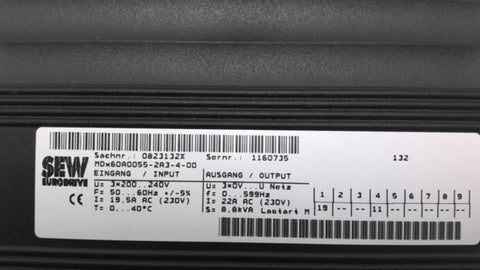 SEW
EURODRIVE
CE
Sachnr.: 0823132X Sernr.: 1160735 132
MDx60A0055-2A3-4-00
EINGANG / INPUT AUSGANG / OUTPUT
U= 3*200...240V U= 3*0V...U Netz
F= 50...60Hz +/-5% f= 0...599Hz
I= 19.5A AC (230V) I= 22A AC (230V)
T= 0...40°C S= 8.8kVA Lastart M
1 2 3 4 5 6 7 8 9
19 -- -- 11 -- -- -- -- --